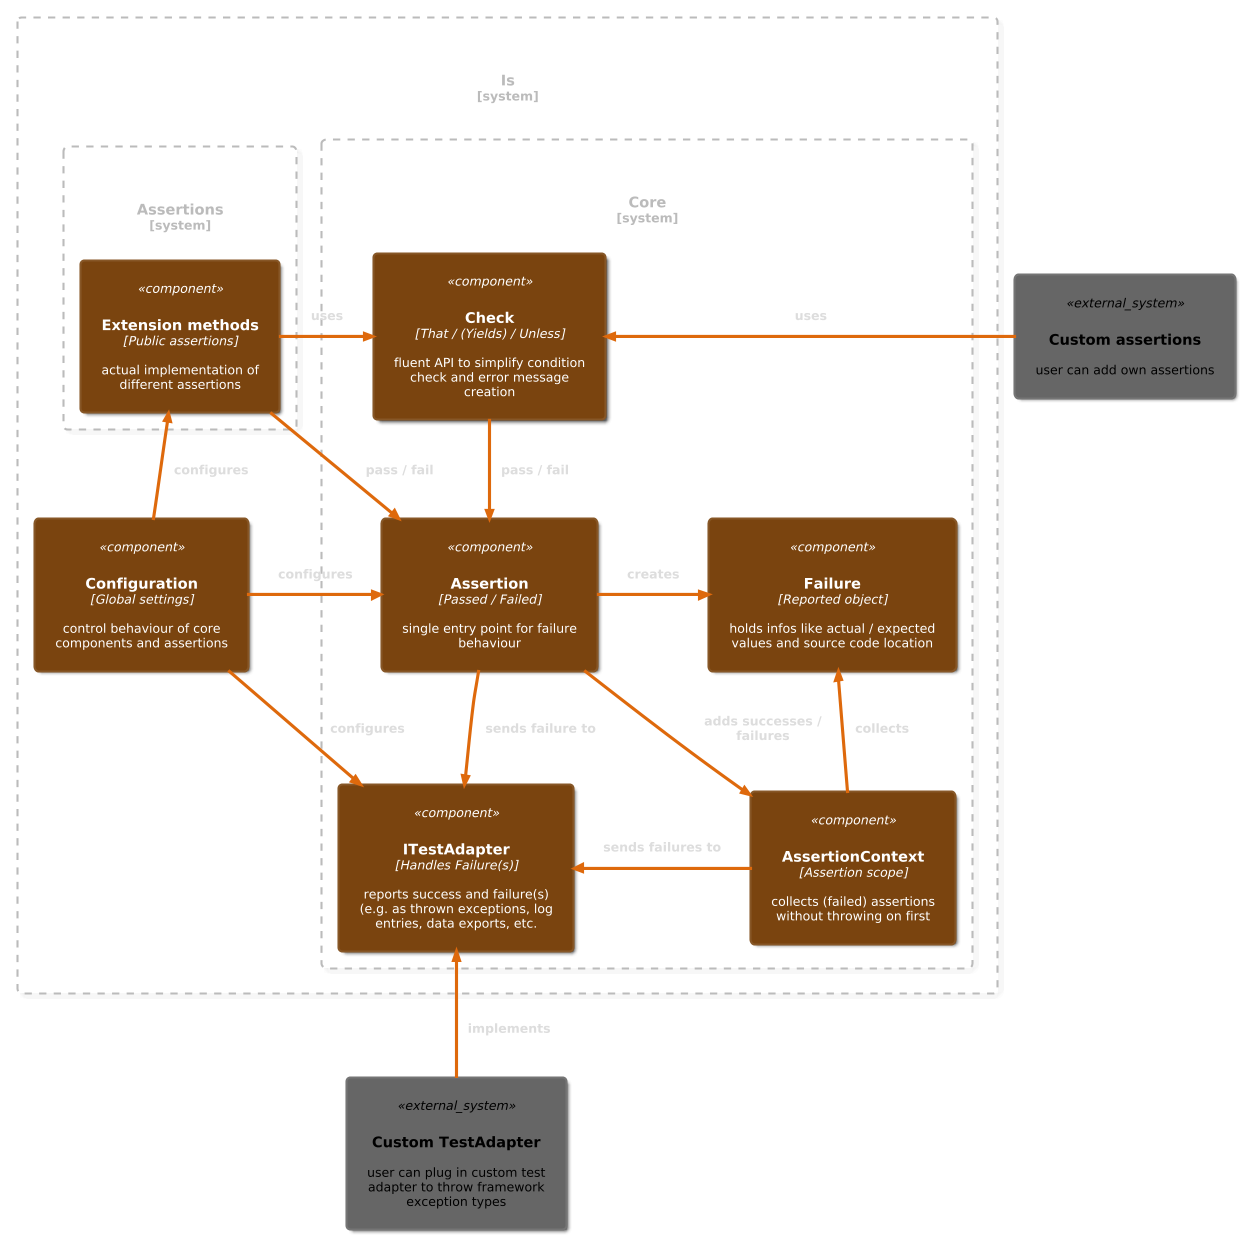 Is
[system]
Assertions
[system]
Core
[system]
«component»
Extension methods
[Public assertions]
actual implementation of
different assertions
uses
«component»
Check
[That / (Yields) / Unless]
fluent API to simplify condition
check and error message
creation
uses
«external_system»
Custom assertions
user can add own assertions
configures
pass / fail
pass / fail
«component»
Configuration
[Global settings]
control behaviour of core
components and assertions
configures
«component»
Assertion
[Passed / Failed]
single entry point for failure
behaviour
creates
«component»
Failure
[Reported object]
holds infos like actual / expected
values and source code location
configures
sends failure to
adds successes /
failures
collects
«component»
ITestAdapter
[Handles Failure(s)]
reports success and failure(s)
(e.g. as thrown exceptions, log
entries, data exports, etc.
sends failures to
«component»
AssertionContext
[Assertion scope]
collects (failed) assertions
without throwing on first
implements
«external_system»
Custom TestAdapter
user can plug in custom test
adapter to throw framework
exception types